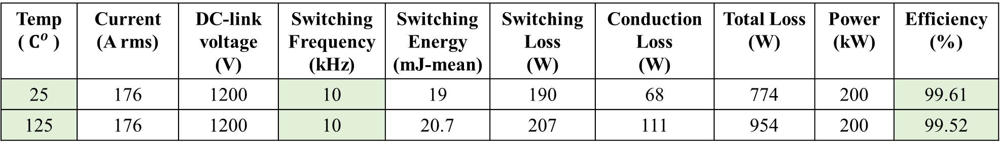 Temp Current DC-link Switching Switching Switching Conduction Total Loss Power Efficiency
( C° ) (A rms) voltage Frequency Energy Loss Loss (W) (kW) (%)
(V) (kHz) (mJ-mean) (W) (W)
25 176 1200 10 19 190 68 774 200 99.61
125 176 1200 10 20.7 207 111 954 200 99.52